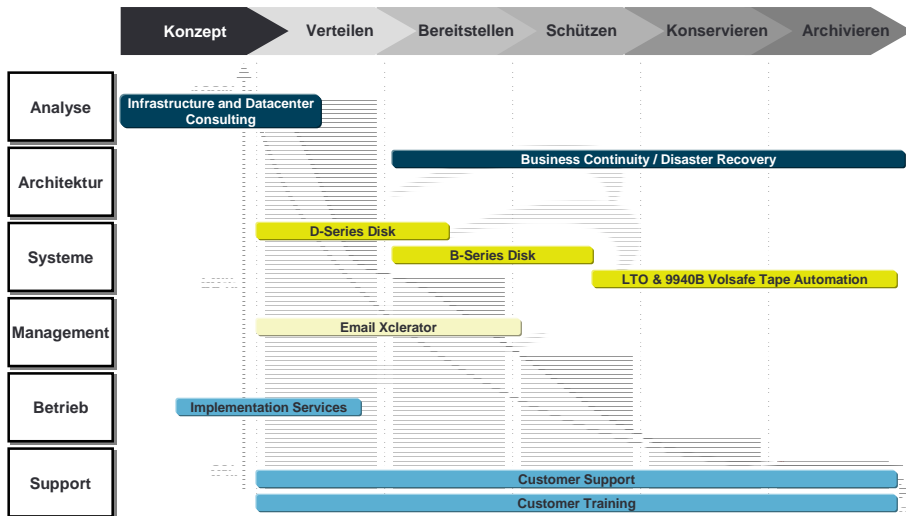 Konzept Verteilen Bereitstellen Schützen Konservieren Archivieren
Analyse
Infrastructure and Datacenter
Consulting
Business Continuity / Disaster Recovery
Architektur
D-Series Disk
Systeme
B-Series Disk
LTO & 9940B Volsafe Tape Automation
Management
Email Xclerator
Betrieb
Implementation Services
Support
Customer Support
Customer Training